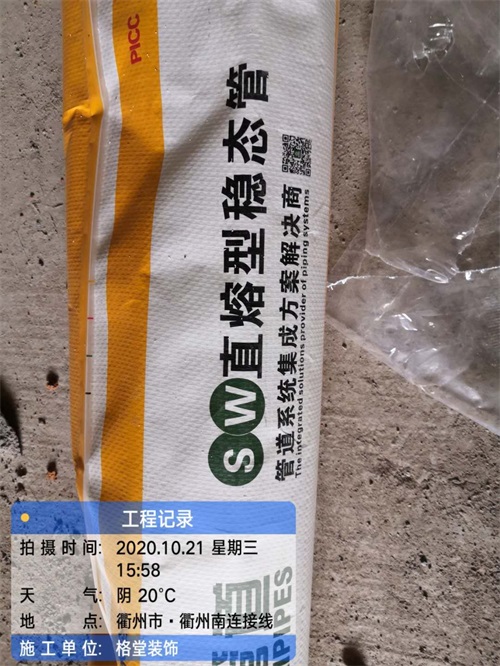 PICC
SW直熔型稳态管
管道系统集成方案解决商
The integrated solutions provider of piping systems
管
PIPES
工程记录
拍摄时间: 2020.10.21 星期三
15:58
天气: 阴 20°C
地点: 衢州市·衢州南连接线
施工单位: 格堂装饰